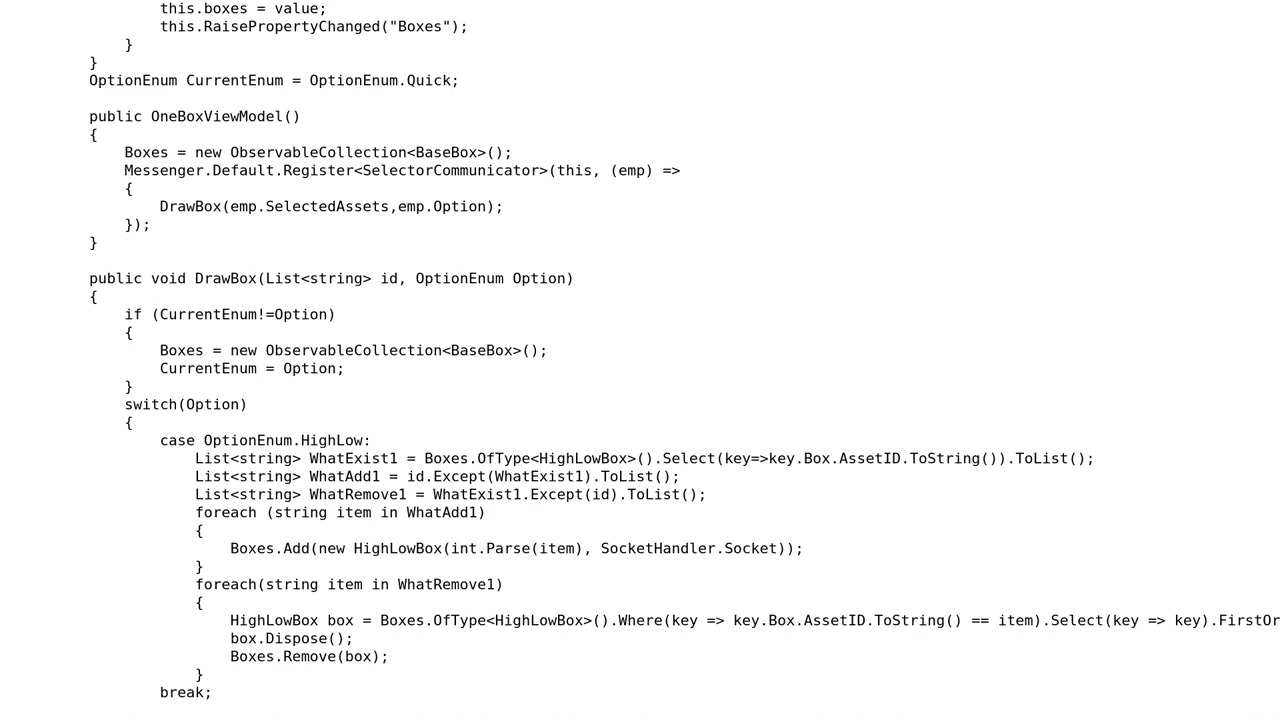 this.boxes = value;
this.RaisePropertyChanged("Boxes");
}
}
OptionEnum CurrentEnum = OptionEnum.Quick;
public OneBoxViewModel()
{
Boxes = new ObservableCollection<BaseBox>();
Messenger.Default.Register<SelectorCommunicator>(this, (emp) =>
{
DrawBox(emp.SelectedAssets,emp.Option);
});
}
public void DrawBox(List<string> id, OptionEnum Option)
{
if (CurrentEnum!=Option)
{
Boxes = new ObservableCollection<BaseBox>();
CurrentEnum = Option;
}
switch(Option)
{
case OptionEnum.HighLow:
List<string> WhatExist1 = Boxes.OfType<HighLowBox>().Select(key=>key.Box.AssetID.ToString()).ToList();
List<string> WhatAdd1 = id.Except(WhatExist1).ToList();
List<string> WhatRemove1 = WhatExist1.Except(id).ToList();
foreach (string item in WhatAdd1)
{
Boxes.Add(new HighLowBox(int.Parse(item), SocketHandler.Socket));
}
foreach(string item in WhatRemove1)
{
HighLowBox box = Boxes.OfType<HighLowBox>().Where(key => key.Box.AssetID.ToString() == item).Select(key => key).FirstOr
box.Dispose();
Boxes.Remove(box);
}
break;